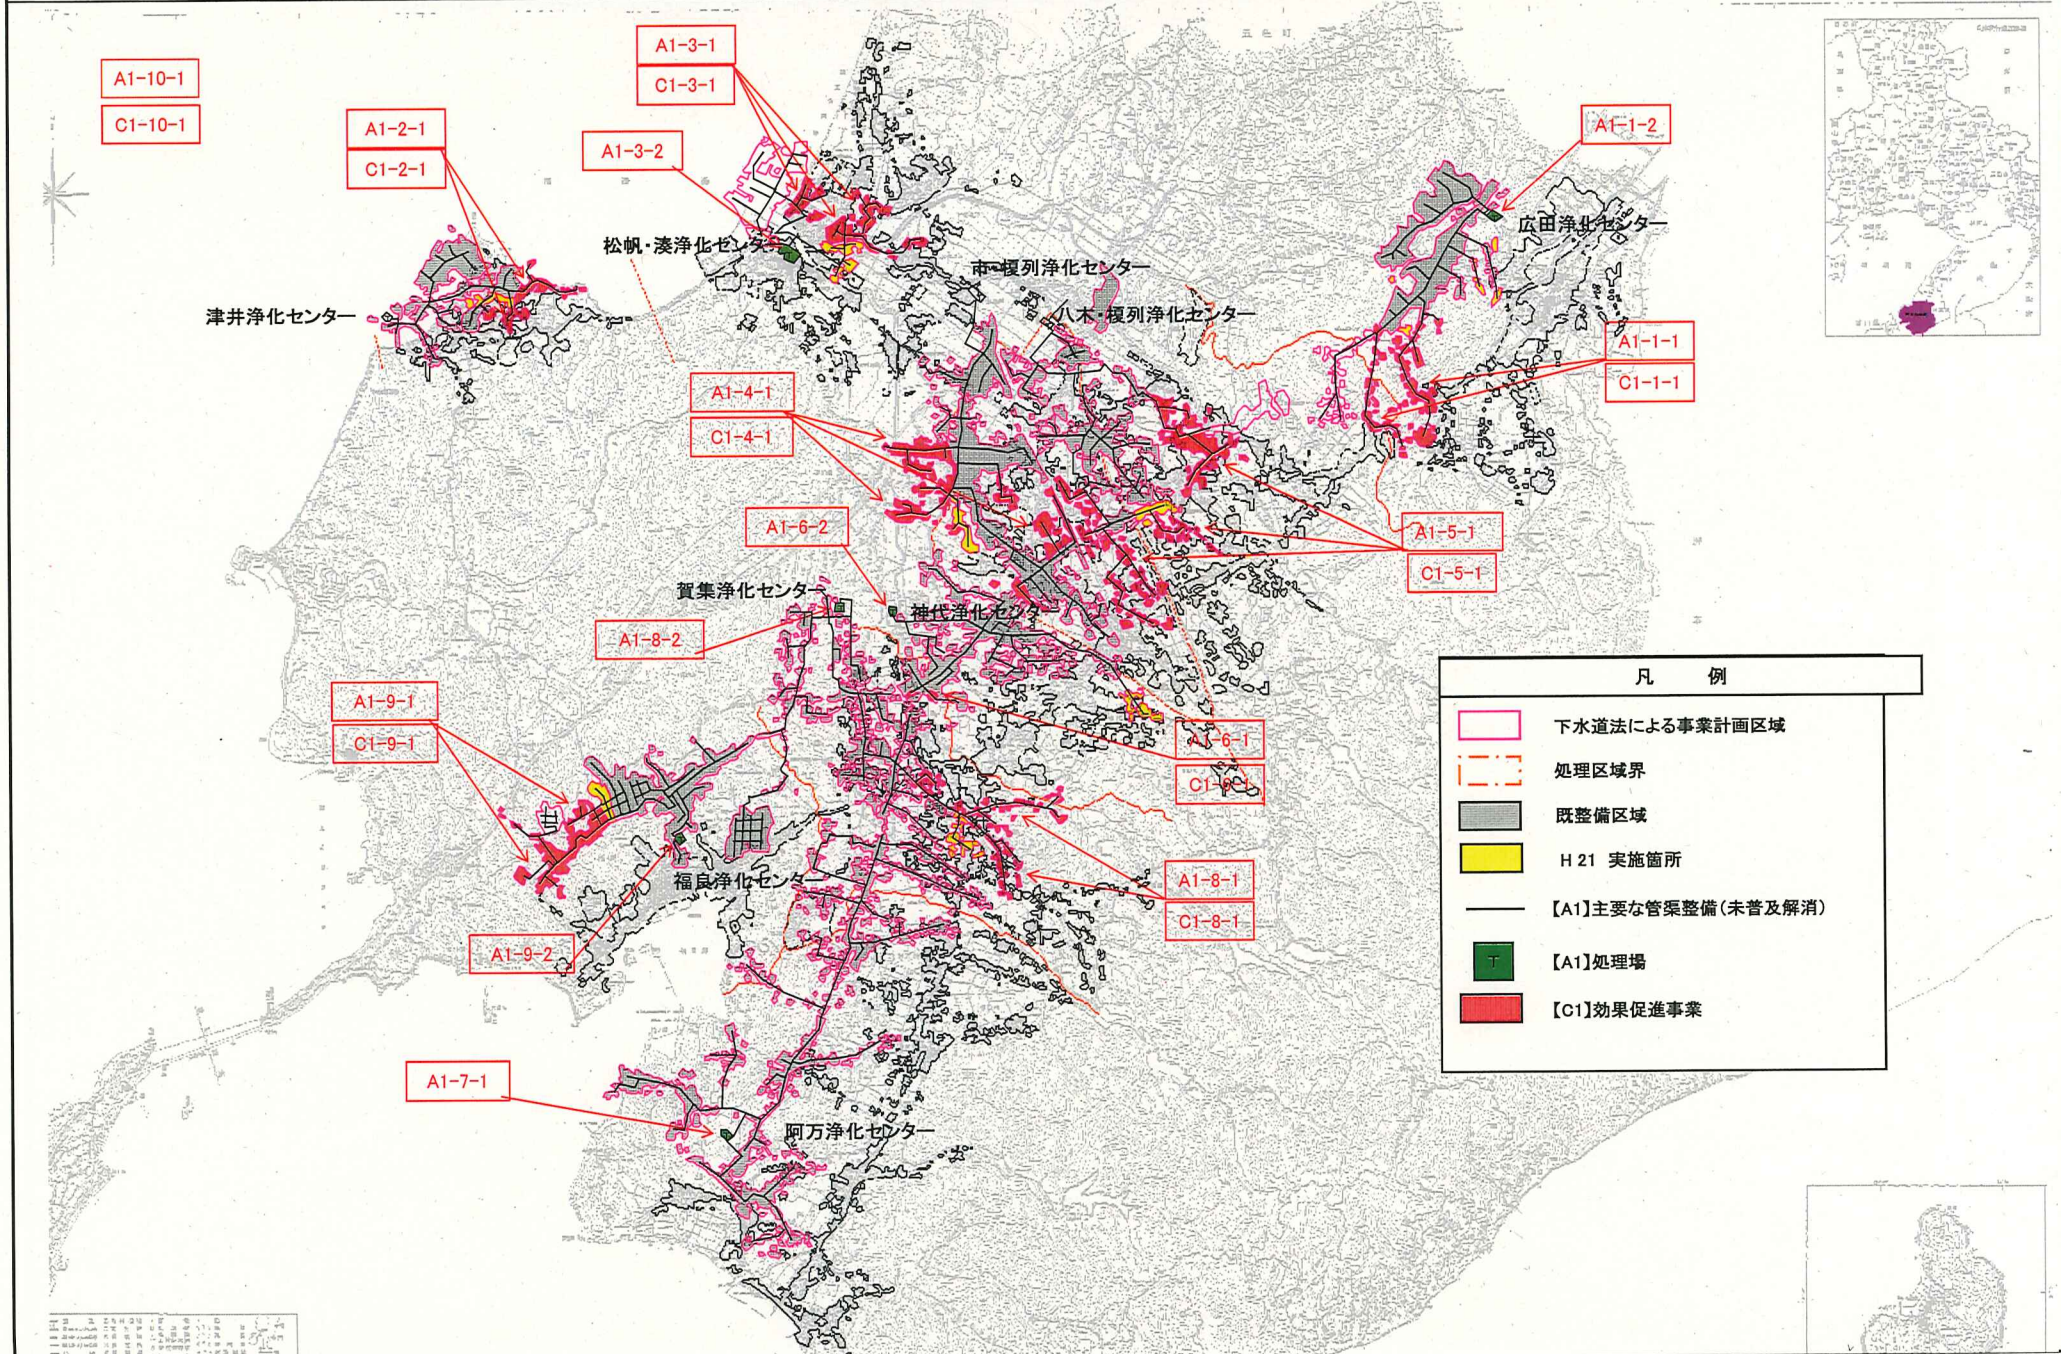 五色町
A1-3-1
C1-3-1
A1-10-1
C1-10-1
A1-2-1
C1-2-1
A1-3-2
A1-1-2
広田浄化センター
松帆・湊浄化センター
市・榎列浄化センター
八木・榎列浄化センター
津井浄化センター
A1-1-1
C1-1-1
A1-4-1
C1-4-1
A1-6-2
A1-5-1
C1-5-1
賀集浄化センター
神代浄化センター
A1-8-2
A1-9-1
C1-9-1
A1-6-1
C1-6-1
福良浄化センター
A1-8-1
C1-8-1
A1-9-2
A1-7-1
阿万浄化センター
凡 例
下水道法による事業計画区域
処理区域界
既整備区域
H 21 実施箇所
【A1】主要な管渠整備(未普及解消)
T
【A1】処理場
【C1】効果促進事業